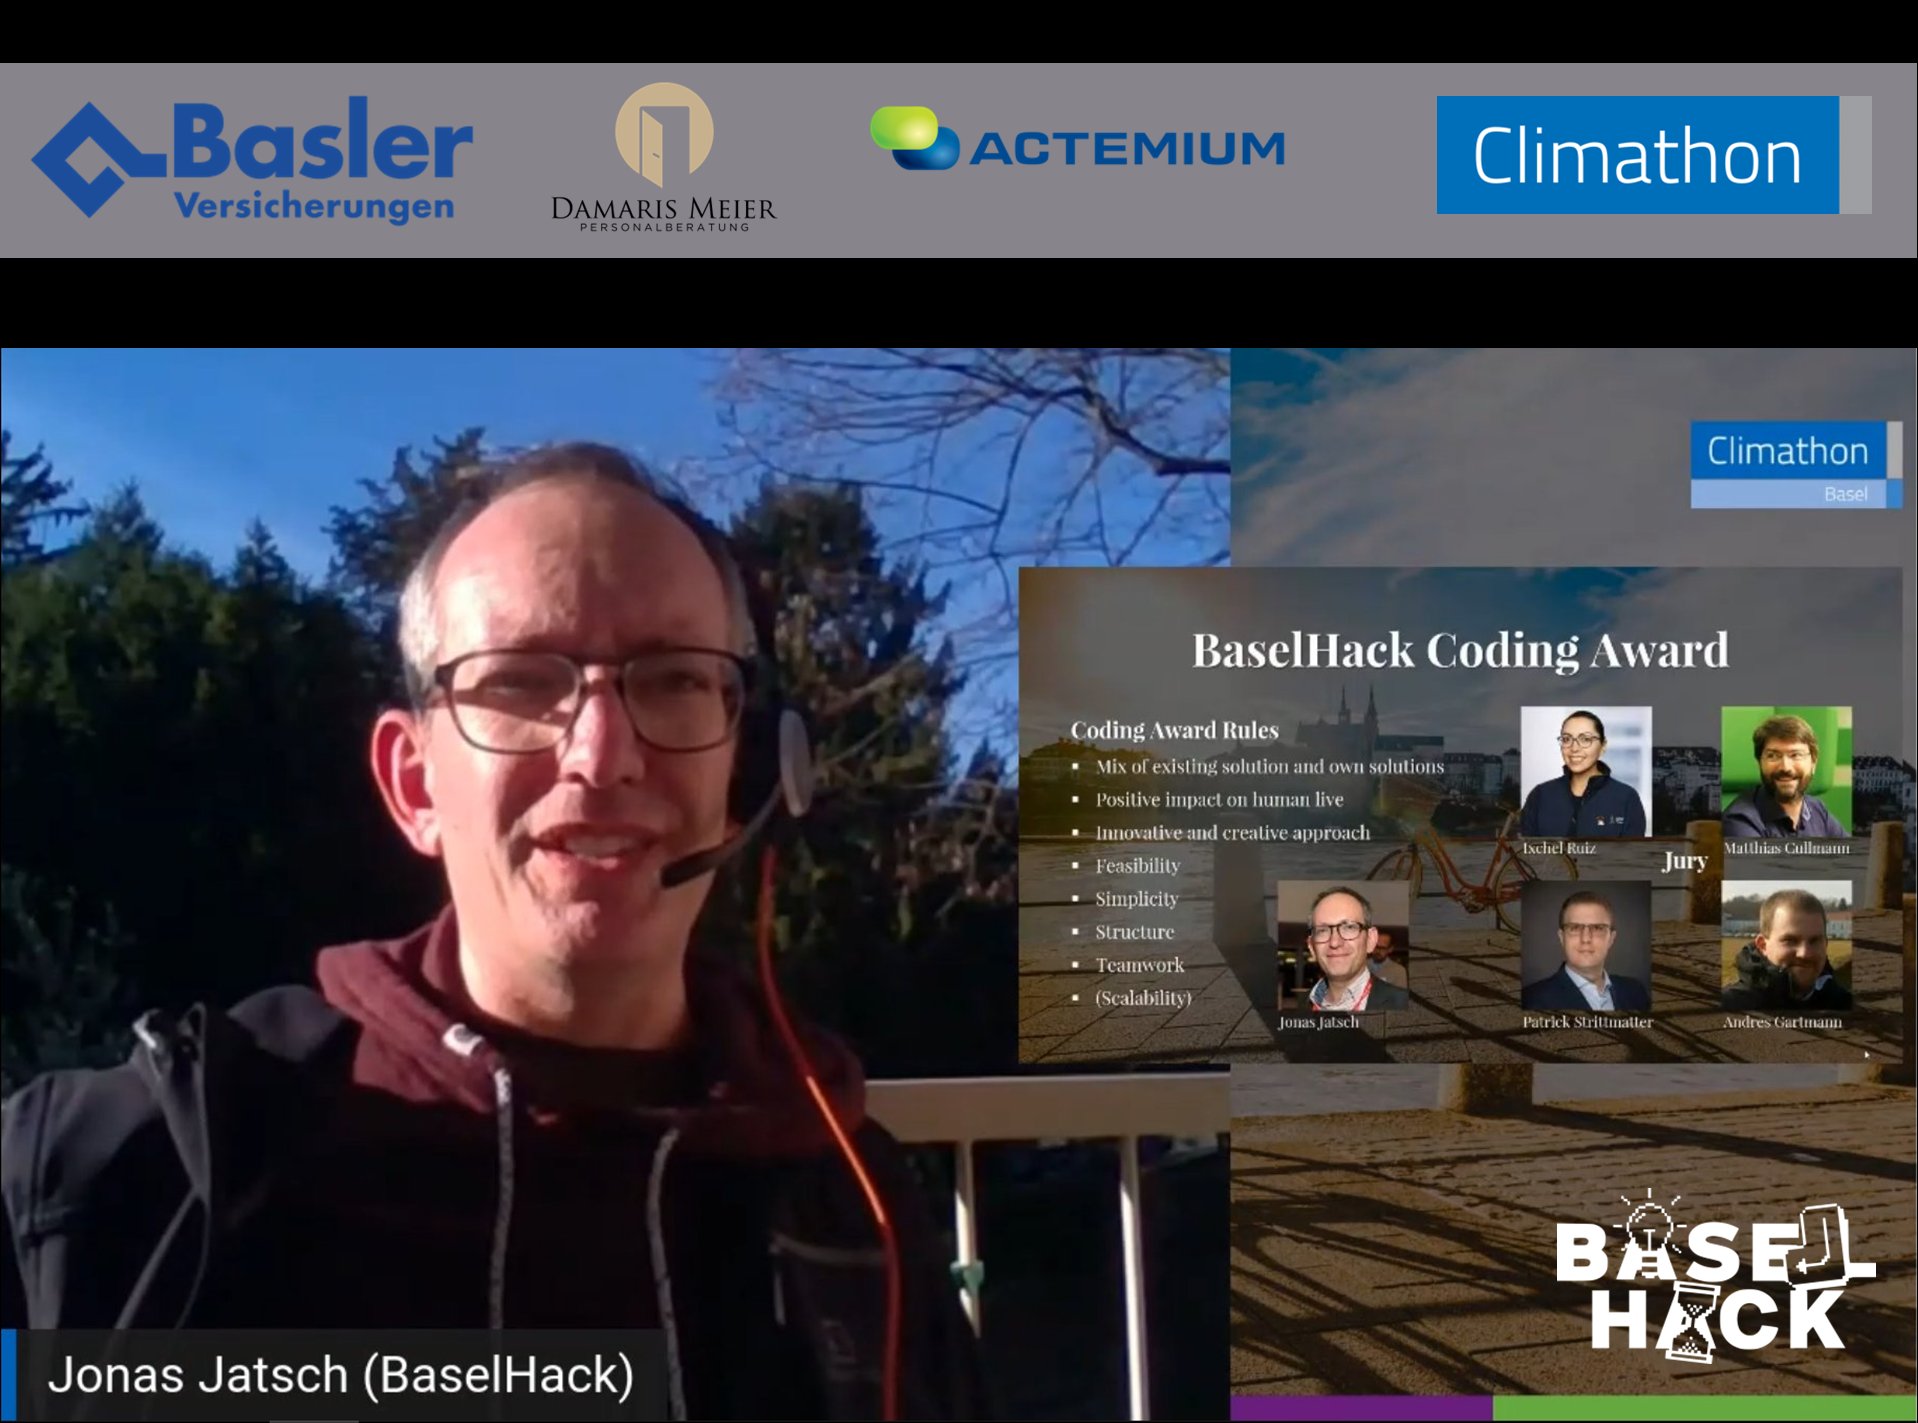 Basler
Versicherungen
DAMARIS MEIER
PERSONALBERATUNG
ACTEMIUM
Climathon
Climathon
Basel
BaselHack Coding Award
Coding Award Rules
▪ Mix of existing solution and own solutions
▪ Positive impact on human live
▪ Innovative and creative approach
▪ Feasibility
▪ Simplicity
▪ Structure
▪ Teamwork
▪ (Scalability)
Ixchel Ruiz
Matthias Cullmann
Jury
Jonas Jatsch
Patrick Strittmatter
Andres Gartmann
BASEL
HACK
Jonas Jatsch (BaselHack)